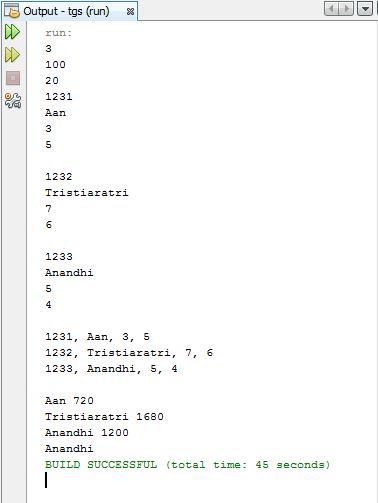 Output - tgs (run)
run:
3
100
20
1231
Aan
3
5
1232
Tristiaratri
7
6
1233
Anandhi
5
4
1231, Aan, 3, 5
1232, Tristiaratri, 7, 6
1233, Anandhi, 5, 4
Aan 720
Tristiaratri 1680
Anandhi 1200
Anandhi
BUILD SUCCESSFUL (total time: 45 seconds)